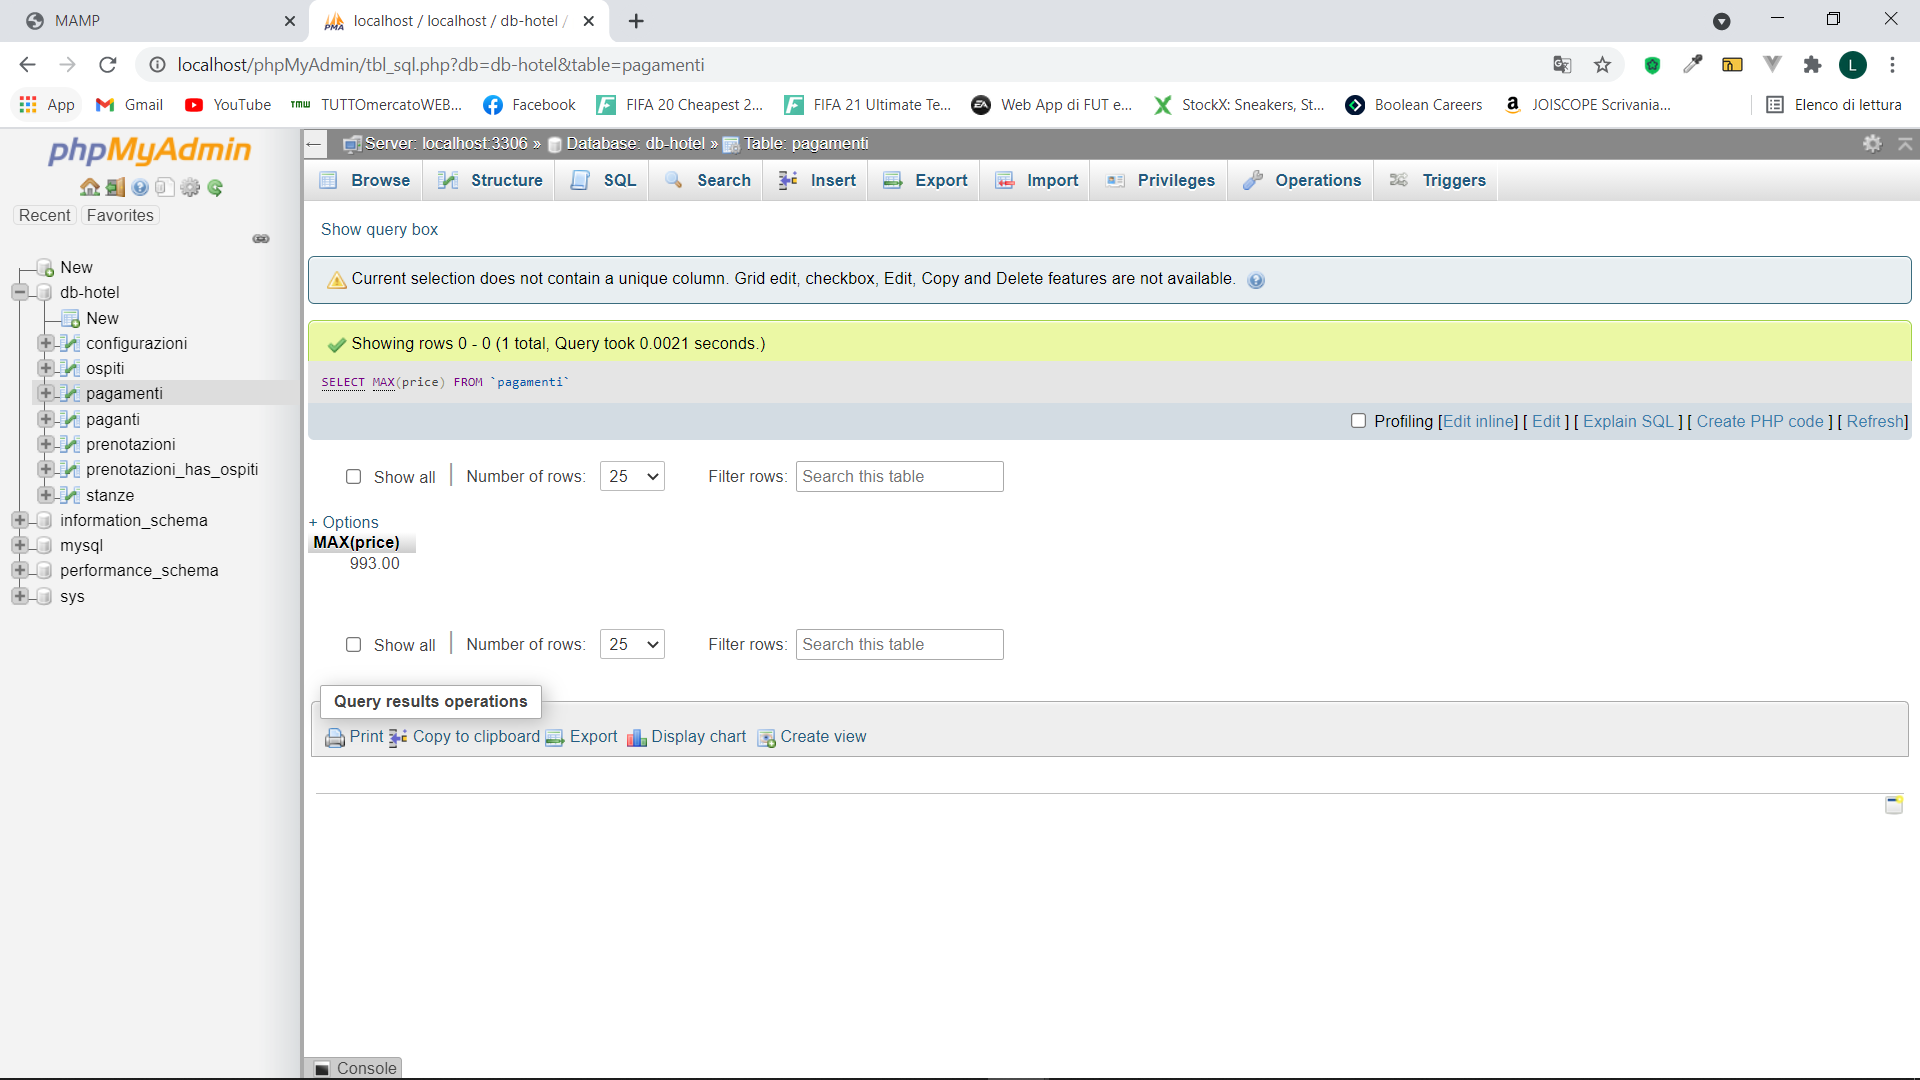 MAMP
localhost / localhost / db-hotel /
localhost/phpMyAdmin/tbl_sql.php?db=db-hotel&table=pagamenti
L
App
Gmail
YouTube
TMW TUTTOmercatoWEB...
Facebook
FIFA 20 Cheapest 2...
FIFA 21 Ultimate Te...
Web App di FUT e...
StockX: Sneakers, St...
Boolean Careers
JOISCOPE Scrivania...
Elenco di lettura
phpMyAdmin
Recent
Favorites
New
db-hotel
New
configurazioni
ospiti
pagamenti
paganti
prenotazioni
prenotazioni_has_ospiti
stanze
information_schema
mysql
performance_schema
sys
Server: localhost:3306 » Database: db-hotel » Table: pagamenti
Browse
Structure
SQL
Search
Insert
Export
Import
Privileges
Operations
Triggers
Show query box
Current selection does not contain a unique column. Grid edit, checkbox, Edit, Copy and Delete features are not available.
Showing rows 0 - 0 (1 total, Query took 0.0021 seconds.)
SELECT MAX(price) FROM `pagamenti`
Profiling [Edit inline] [ Edit ] [ Explain SQL ] [ Create PHP code ] [ Refresh]
Show all
Number of rows:
25
Filter rows:
Search this table
+ Options
MAX(price)
993.00
Show all
Number of rows:
25
Filter rows:
Search this table
Query results operations
Print
Copy to clipboard
Export
Display chart
Create view
Console